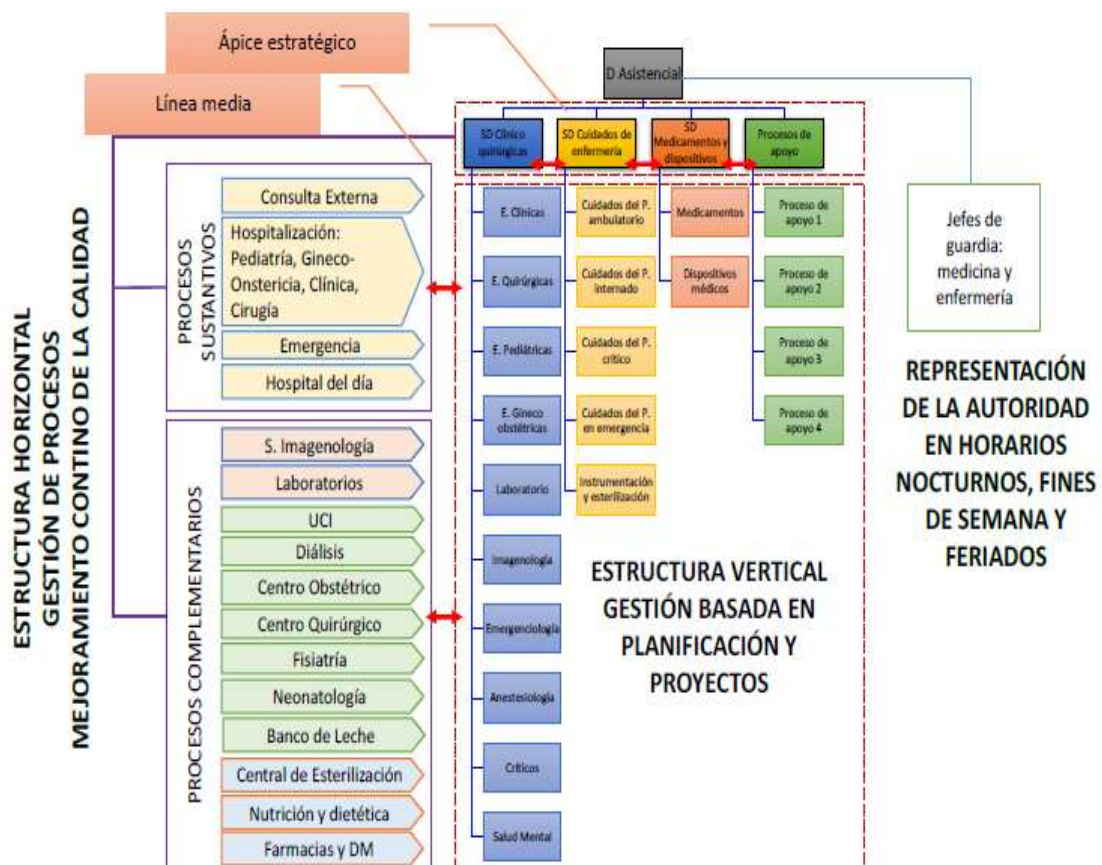 Ápice estratégico
Línea media
D Asistencial
SD Clínico
quirúrgicas
SD Cuidados de
enfermería
SD
Medicamentos y
dispositivos
Procesos de
apoyo
ESTRUCTURA HORIZONTAL
GESTIÓN DE PROCESOS
MEJORAMIENTO CONTINO DE LA CALIDAD
PROCESOS
SUSTANTIVOS
Consulta Externa
Hospitalización:
Pediatría, Gineco-
Onstericia, Clínica,
Cirugía
Emergencia
Hospital del día
PROCESOS COMPLEMENTARIOS
S. Imagenología
Laboratorios
UCI
Diálisis
Centro Obstétrico
Centro Quirúrgico
Fisiatría
Neonatología
Banco de Leche
Central de Esterilización
Nutrición y dietética
Farmacias y DM
E. Clínicas
E. Quirúrgicas
E. Pediátricas
E. Gineco
obstétricas
Laboratorio
Imagenología
Emergenciología
Anestesiología
Críticos
Salud Mental
Cuidados del P.
ambulatorio
Cuidados del P.
internado
Cuidados del P.
crítico
Cuidados del P.
en emergencia
Instrumentación
y esterilización
Medicamentos
Dispositivos
médicos
Proceso de
apoyo 1
Proceso de
apoyo 2
Proceso de
apoyo 3
Proceso de
apoyo 4
ESTRUCTURA VERTICAL
GESTIÓN BASADA EN
PLANIFICACIÓN Y
PROYECTOS
Jefes de
guardia:
medicina y
enfermería
REPRESENTACIÓN
DE LA AUTORIDAD
EN HORARIOS
NOCTURNOS, FINES
DE SEMANA Y
FERIADOS